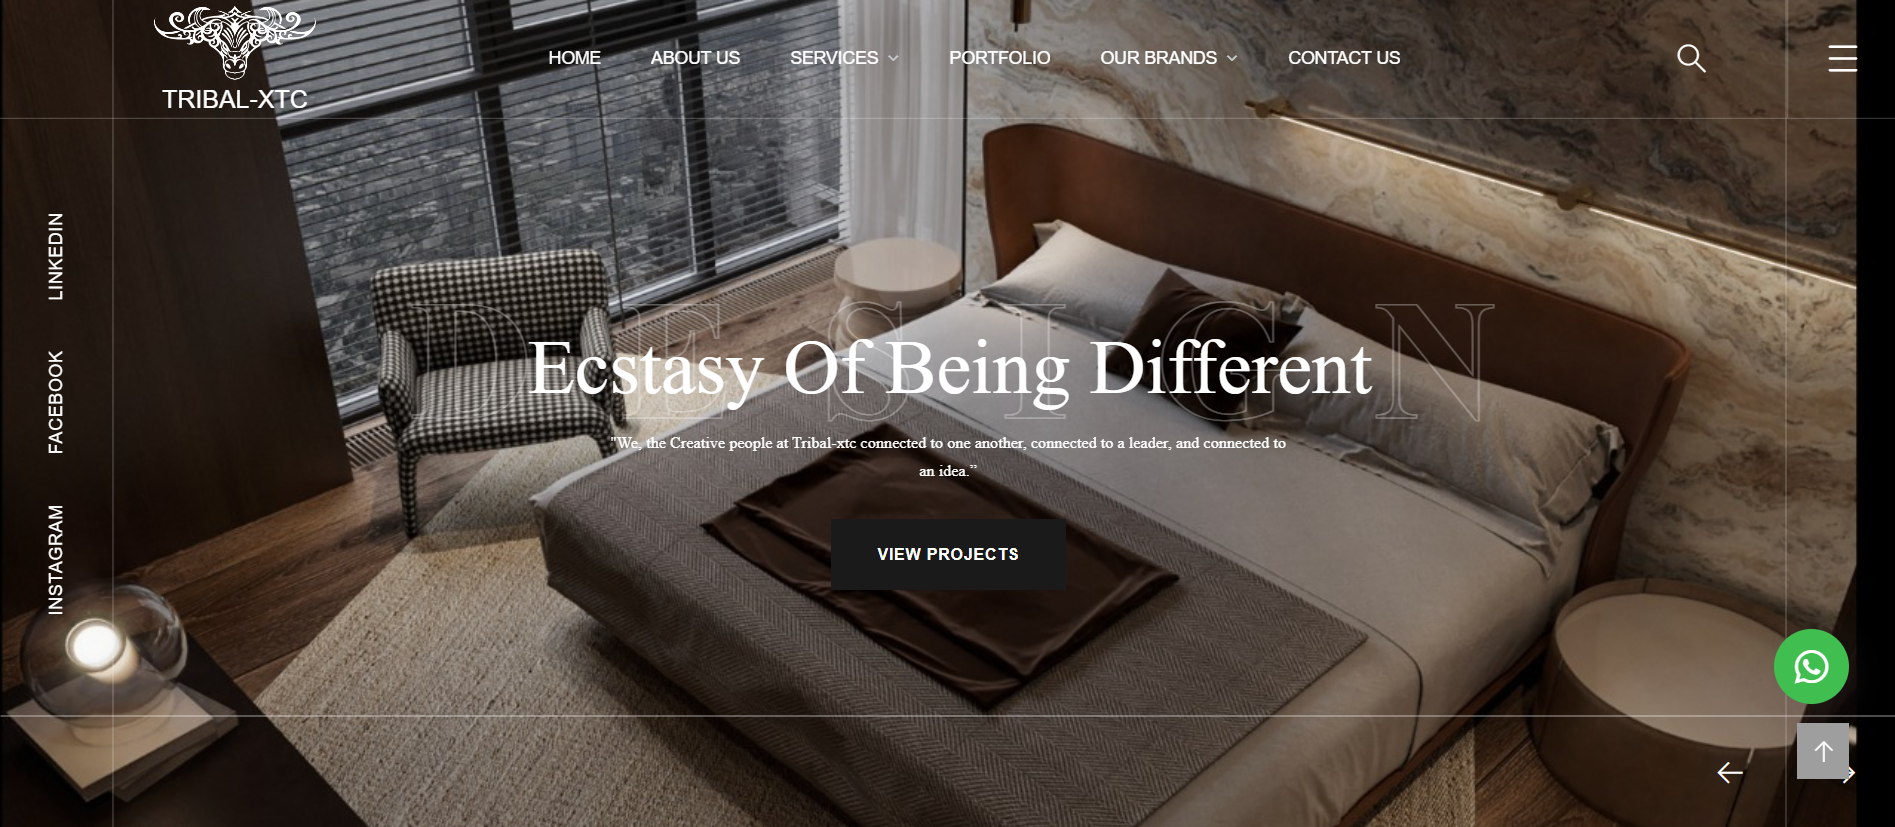 TRIBAL-XTC
HOME
ABOUT US
SERVICES
PORTFOLIO
OUR BRANDS
CONTACT US
LINKEDIN
FACEBOOK
INSTAGRAM
DESIGN
Ecstasy Of Being Different
"We, the Creative people at Tribal-xtc connected to one another, connected to a leader, and connected to
an idea.”
VIEW PROJECTS